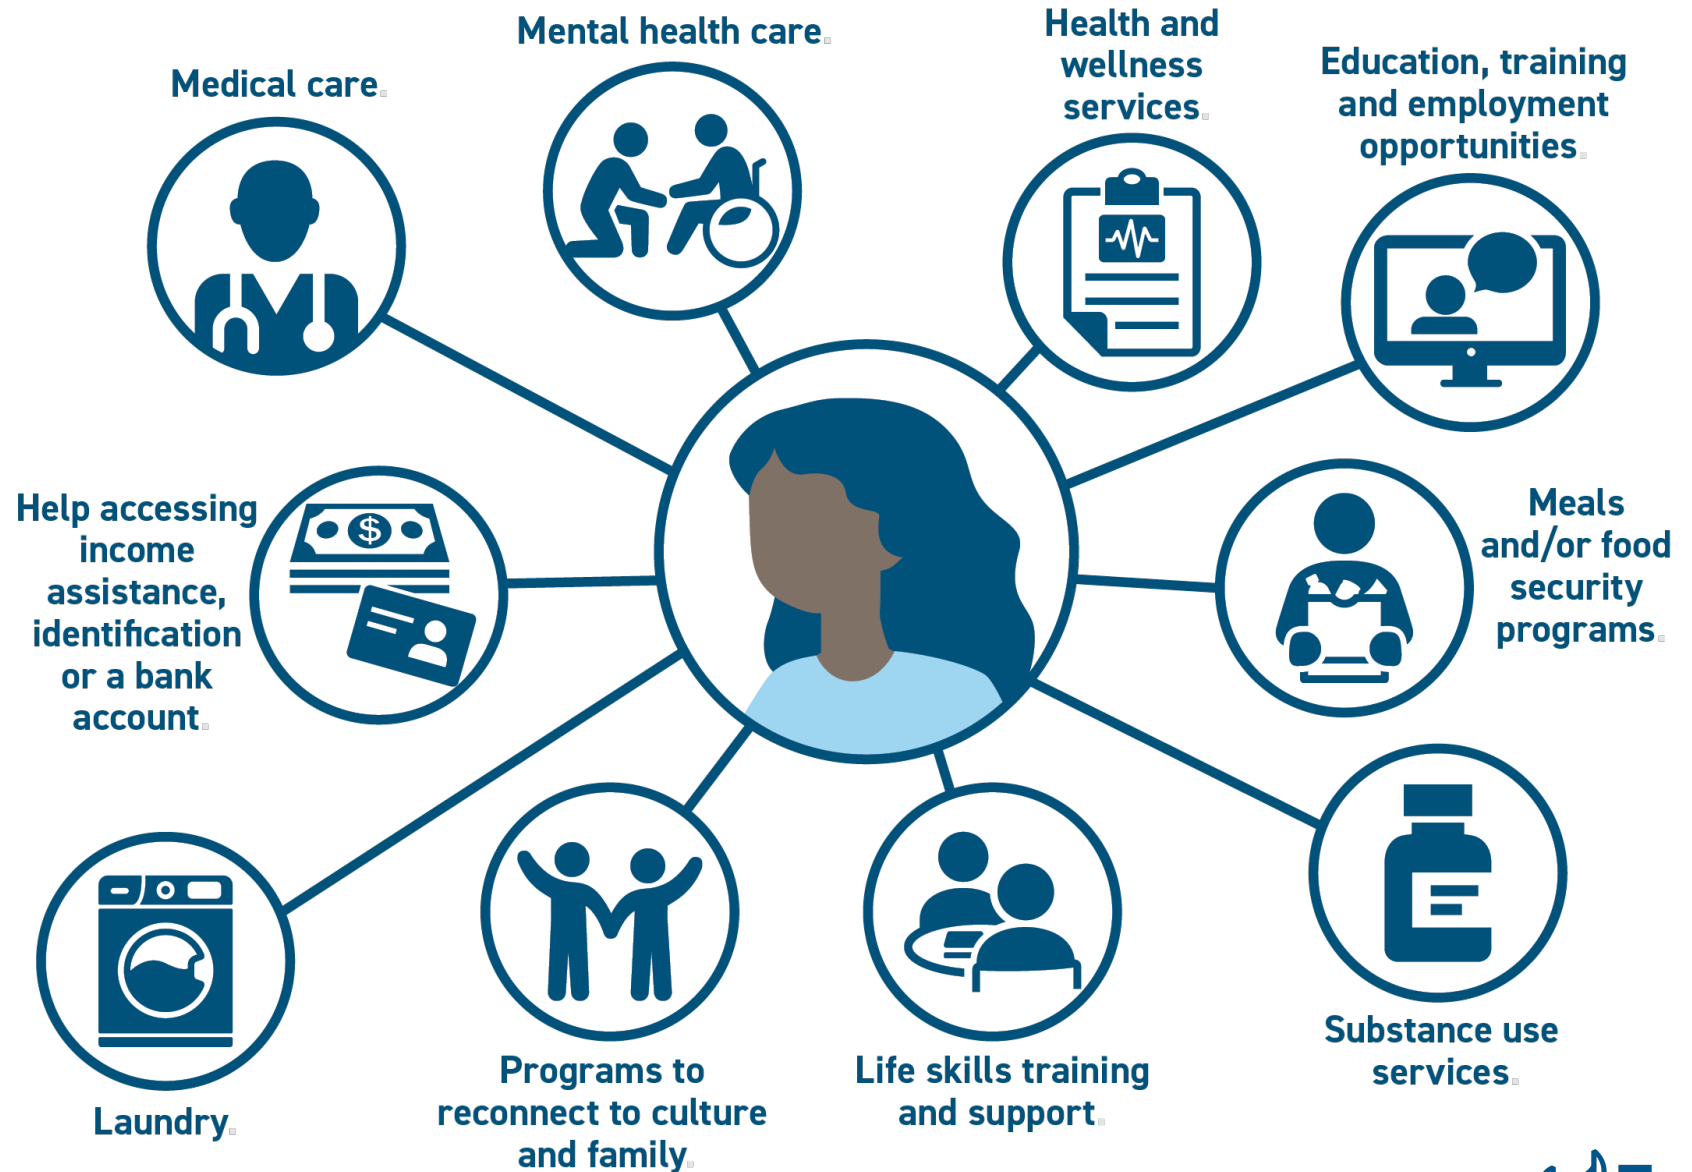 Mental health care.
Health and
wellness
services.
Medical care.
Education, training
and employment
opportunities.
Help accessing
income
assistance,
identification
or a bank
account.
$
Meals
and/or food
security
programs.
Laundry.
Programs to
reconnect to culture
and family.
Life skills training
and support.
Substance use
services.